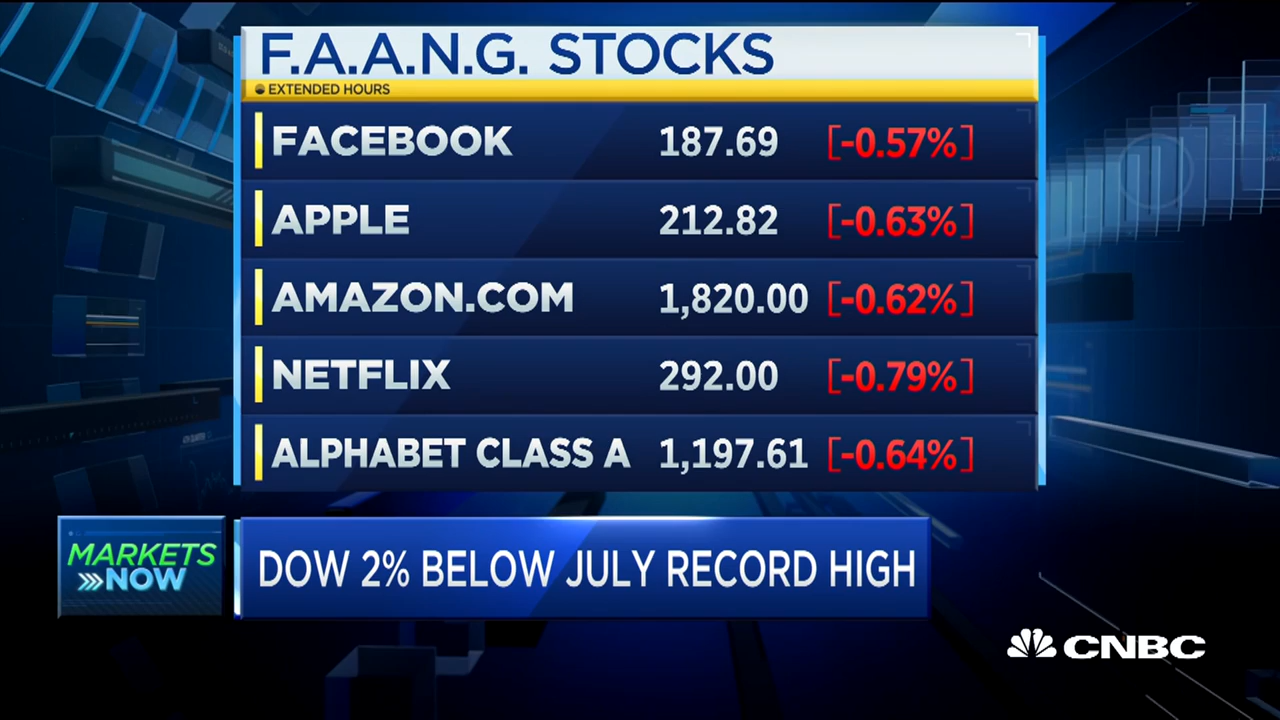 F.A.A.N.G. STOCKS
EXTENDED HOURS
FACEBOOK 187.69 [-0.57%]
APPLE 212.82 [-0.63%]
AMAZON.COM 1,820.00 [-0.62%]
NETFLIX 292.00 [-0.79%]
ALPHABET CLASS A 1,197.61 [-0.64%]
MARKETS
NOW
DOW 2% BELOW JULY RECORD HIGH
CNBC